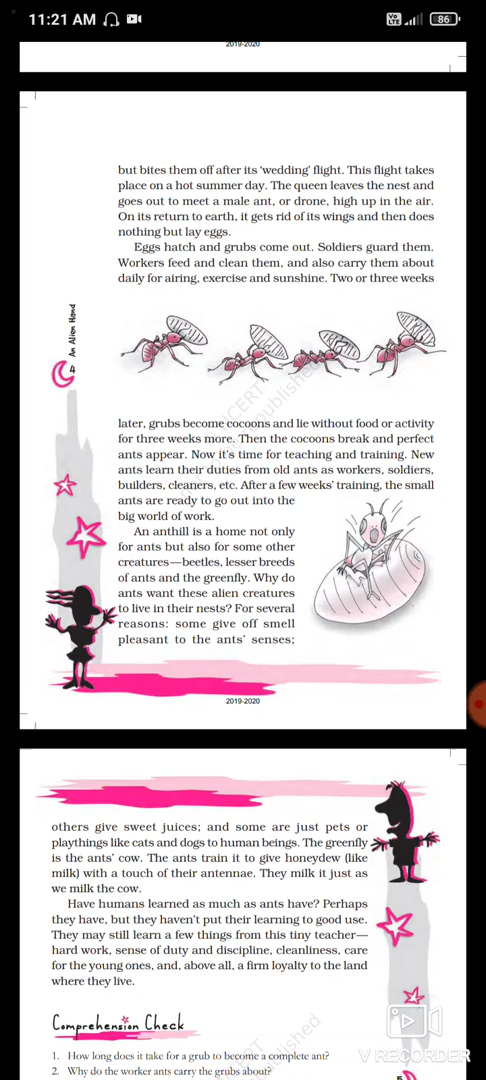 11:21 AM
Vo LTE
86
2019-2020
but bites them off after its 'wedding' flight. This flight takes
place on a hot summer day. The queen leaves the nest and
goes out to meet a male ant, or drone, high up in the air.
On its return to earth, it gets rid of its wings and then does
nothing but lay eggs.
Eggs hatch and grubs come out. Soldiers guard them.
Workers feed and clean them, and also carry them about
daily for airing, exercise and sunshine. Two or three weeks
An Alien Hand
4
later, grubs become cocoons and lie without food or activity
for three weeks more. Then the cocoons break and perfect
ants appear. Now it's time for teaching and training. New
ants learn their duties from old ants as workers, soldiers,
builders, cleaners, etc. After a few weeks' training, the small
ants are ready to go out into the
big world of work.
An anthill is a home not only
for ants but also for some other
creatures—beetles, lesser breeds
of ants and the greenfly. Why do
ants want these alien creatures
to live in their nests? For several
reasons: some give off smell
pleasant to the ants' senses;
2019-2020
others give sweet juices; and some are just pets or
playthings like cats and dogs to human beings. The greenfly
is the ants' cow. The ants train it to give honeydew (like
milk) with a touch of their antennae. They milk it just as
we milk the cow.
Have humans learned as much as ants have? Perhaps
they have, but they haven't put their learning to good use.
They may still learn a few things from this tiny teacher—
hard work, sense of duty and discipline, cleanliness, care
for the young ones, and, above all, a firm loyalty to the land
where they live.
Comprehension Check
1. How long does it take for a grub to become a complete ant?
2. Why do the worker ants carry the grubs about?
V RECORDER